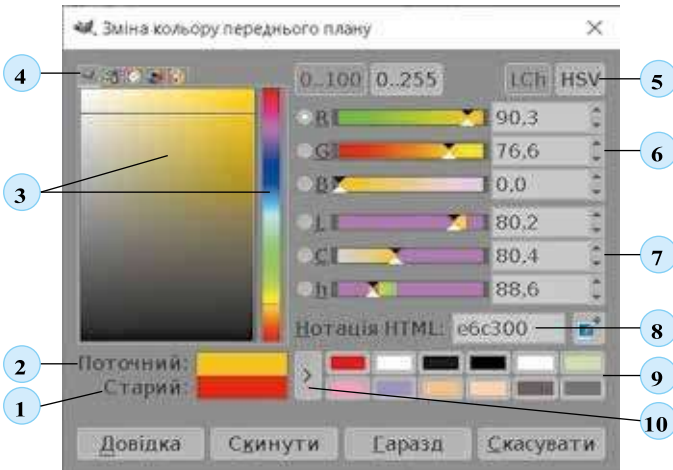 Зміна кольору переднього плану
4
0..100 0..255 LCh HSV
5
R 90,3
G 76,6
6
B 0,0
3
L 80,2
C 80,4
7
h 88,6
Нотація HTML: e6c300
8
2
Поточний:
>
9
1
Старий:
10
Довідка Скинути Гаразд Скасувати